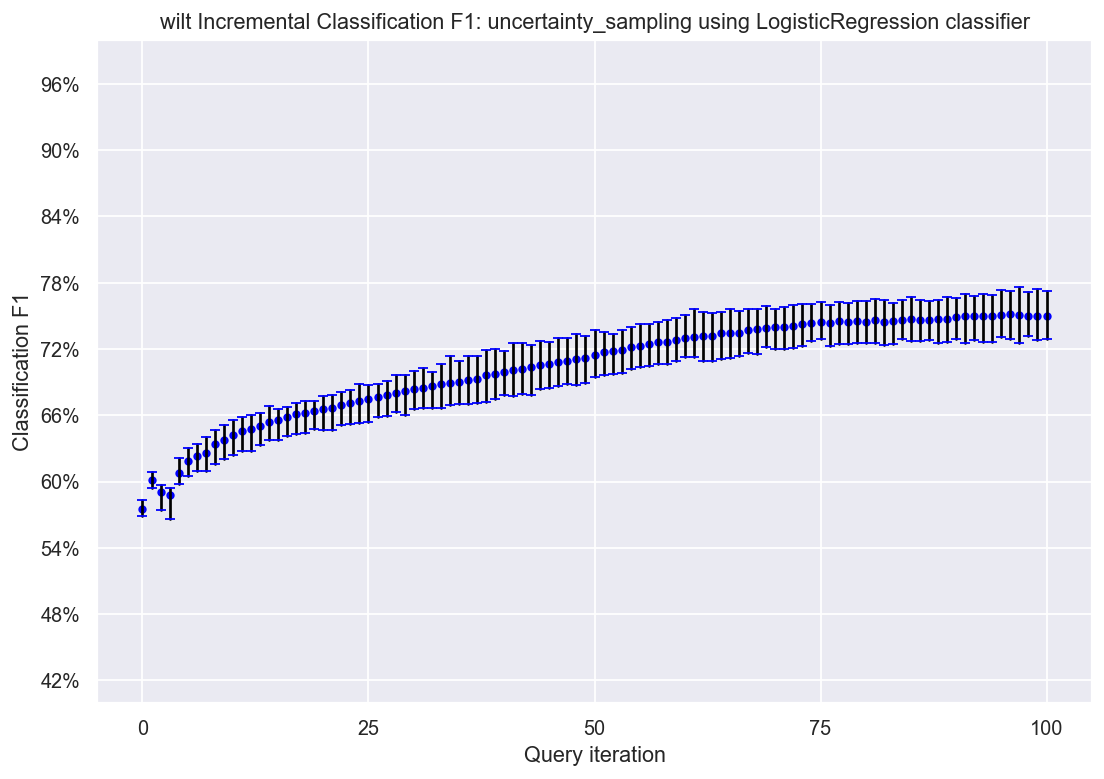 wilt Incremental Classification F1: uncertainty_sampling using LogisticRegression classifier
96%
90%
84%
78%
72%
66%
60%
54%
48%
42%
Classification F1
0 25 50 75 100
Query iteration